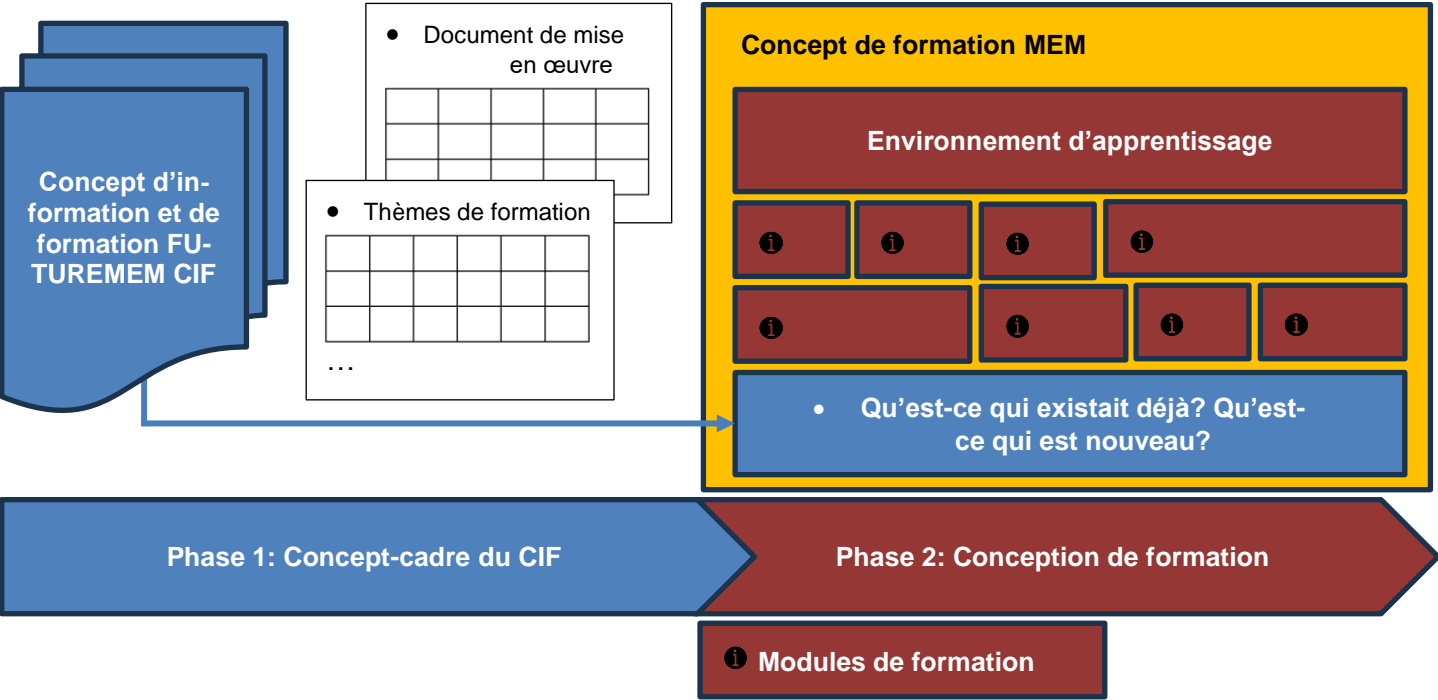 Concept d’in-
formation et de
formation FU-
TUREMEM CIF
• Document de mise
en œuvre
• Thèmes de formation
...
Concept de formation MEM
Environnement d’apprentissage
i i i i
i i i i
• Qu’est-ce qui existait déjà? Qu’est-
ce qui est nouveau?
Phase 1: Concept-cadre du CIF
Phase 2: Conception de formation
i Modules de formation